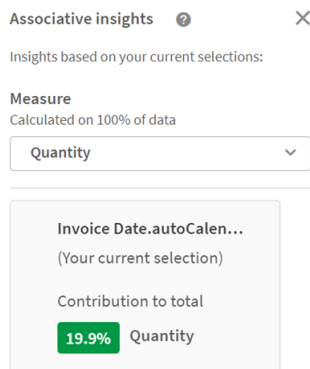 Associative insights ?
Insights based on your current selections:
Measure
Calculated on 100% of data
Quantity
Invoice Date.autoCalen...
(Your current selection)
Contribution to total
19.9% Quantity